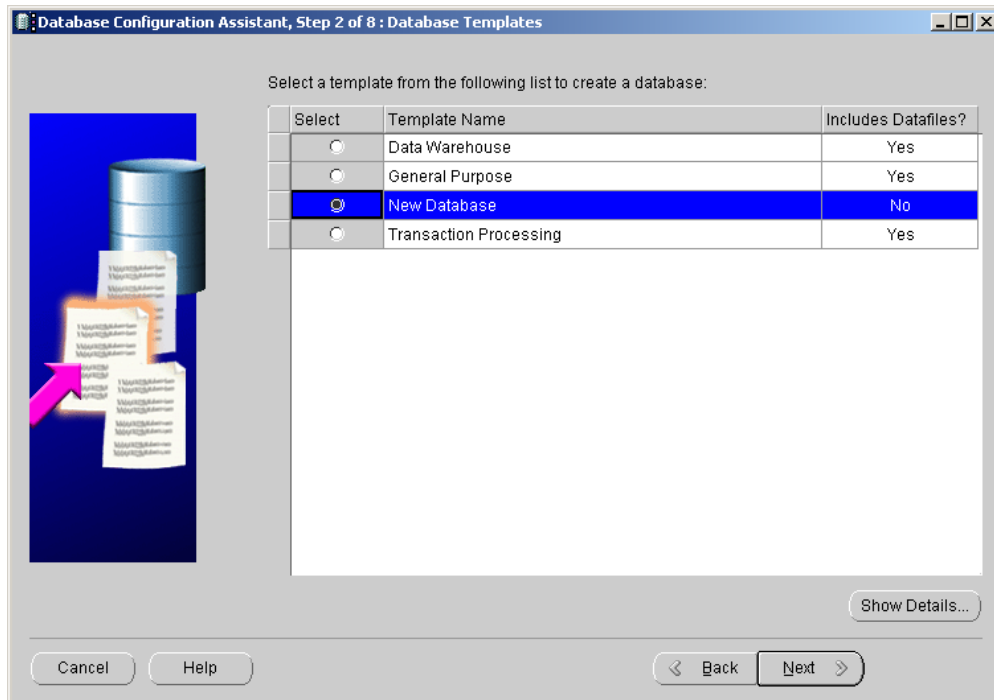 Database Configuration Assistant, Step 2 of 8 : Database Templates
Select a template from the following list to create a database:
Select Template Name Includes Datafiles?
Data Warehouse Yes
General Purpose Yes
New Database No
Transaction Processing Yes
Show Details...
Cancel Help Back Next